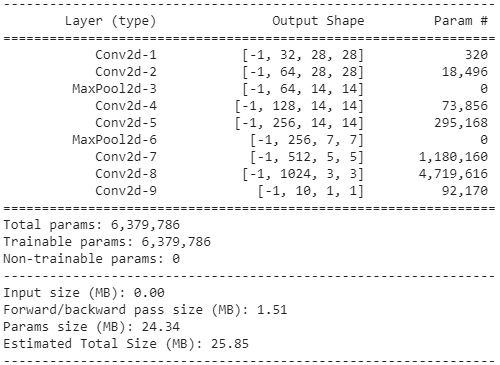 ----------------------------------------------------------------
        Layer (type)               Output Shape         Param #
================================================================
            Conv2d-1           [-1, 32, 28, 28]             320
            Conv2d-2           [-1, 64, 28, 28]          18,496
         MaxPool2d-3           [-1, 64, 14, 14]               0
            Conv2d-4          [-1, 128, 14, 14]          73,856
            Conv2d-5          [-1, 256, 14, 14]         295,168
         MaxPool2d-6            [-1, 256, 7, 7]               0
            Conv2d-7            [-1, 512, 5, 5]       1,180,160
            Conv2d-8           [-1, 1024, 3, 3]       4,719,616
            Conv2d-9             [-1, 10, 1, 1]          92,170
================================================================
Total params: 6,379,786
Trainable params: 6,379,786
Non-trainable params: 0
----------------------------------------------------------------
Input size (MB): 0.00
Forward/backward pass size (MB): 1.51
Params size (MB): 24.34
Estimated Total Size (MB): 25.85
----------------------------------------------------------------